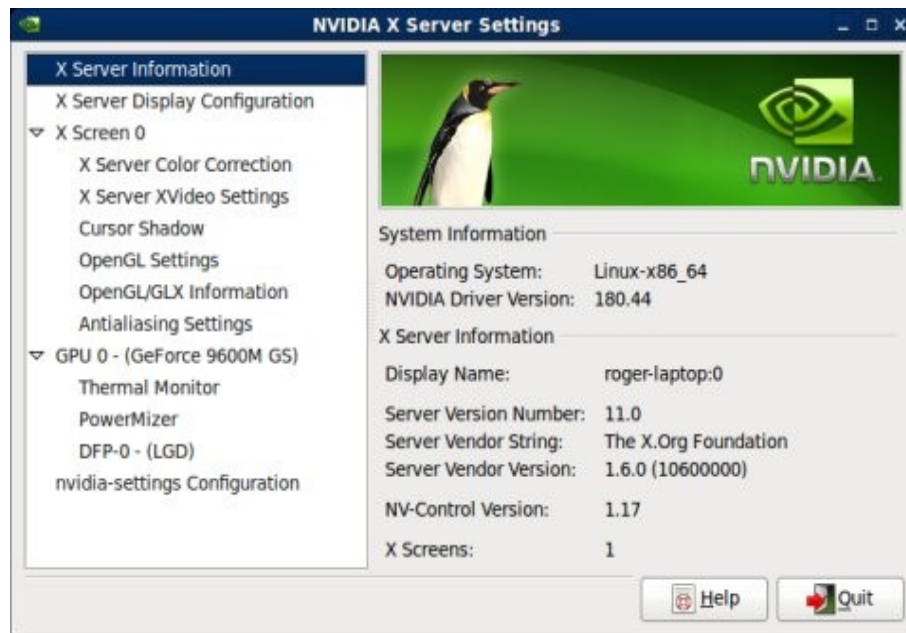 NVIDIA X Server Settings
X Server Information
X Server Display Configuration
X Screen 0
X Server Color Correction
X Server XVideo Settings
Cursor Shadow
OpenGL Settings
OpenGL/GLX Information
Antialiasing Settings
GPU 0 - (GeForce 9600M GS)
Thermal Monitor
PowerMizer
DFP-0 - (LGD)
nvidia-settings Configuration
NVIDIA.
System Information
Operating System: Linux-x86_64
NVIDIA Driver Version: 180.44
X Server Information
Display Name: roger-laptop:0
Server Version Number: 11.0
Server Vendor String: The X.Org Foundation
Server Vendor Version: 1.6.0 (10600000)
NV-Control Version: 1.17
X Screens: 1
Help Quit